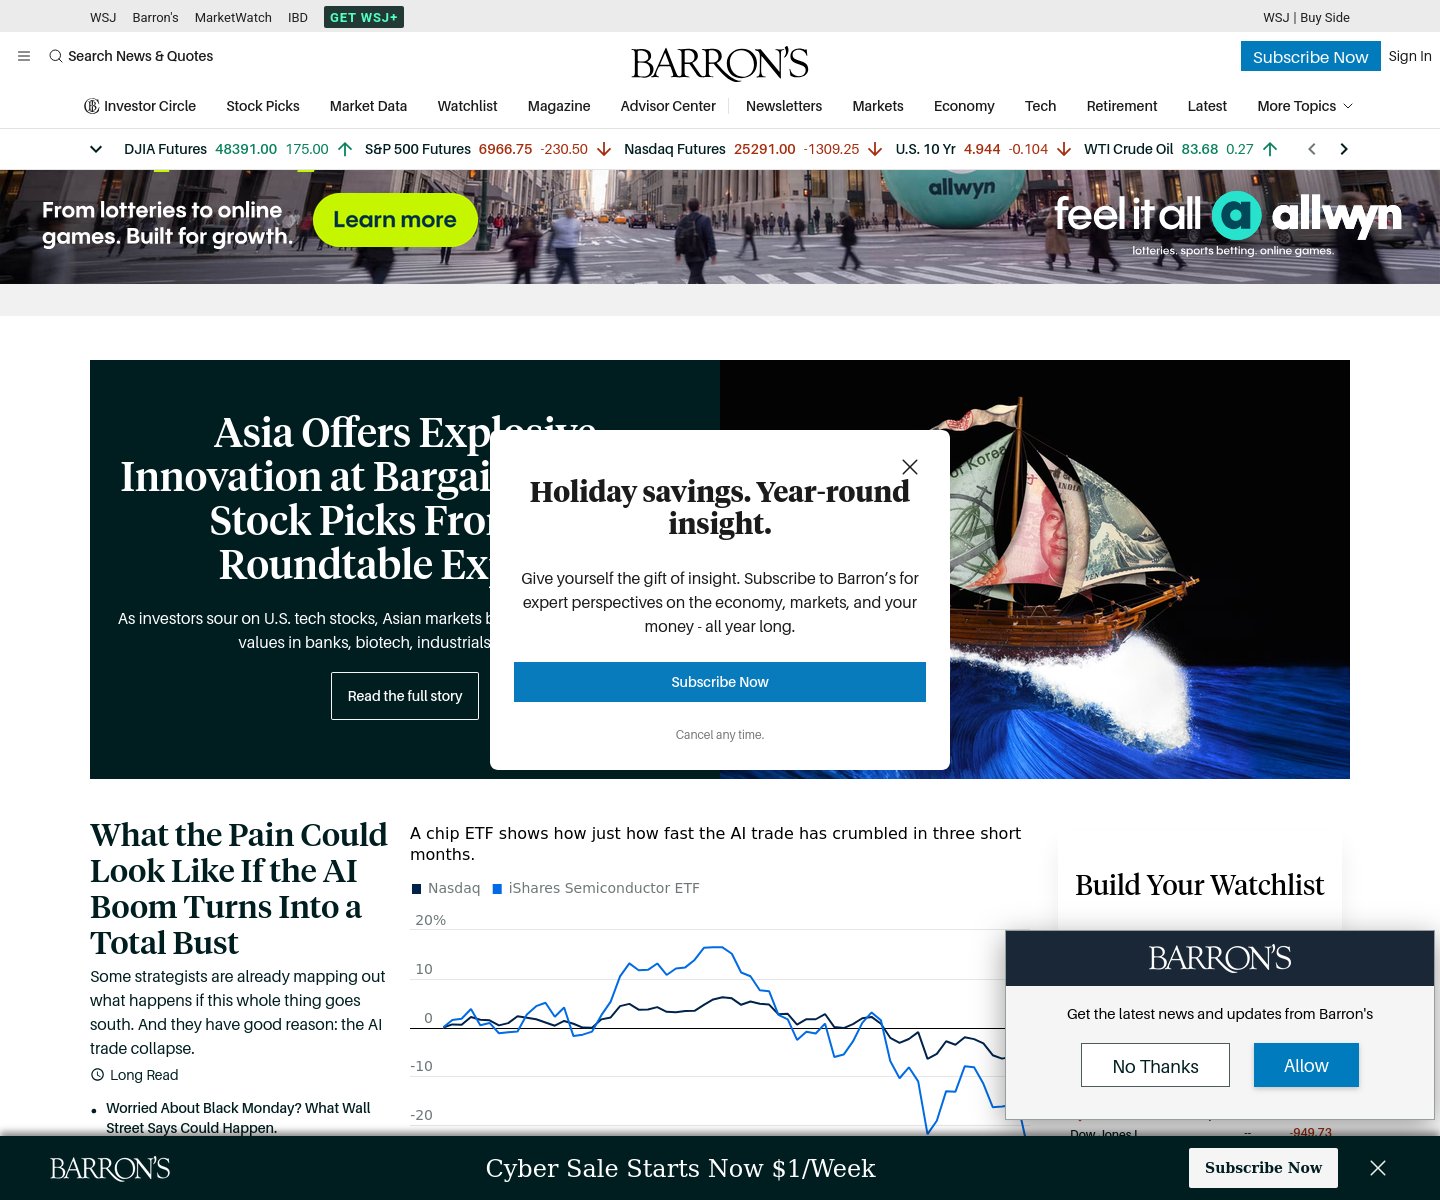 WSJ Barron's MarketWatch IBD GET WSJ+ WSJ | Buy Side
Search News & Quotes BARRON'S Subscribe Now Sign In
Investor Circle Stock Picks Market Data Watchlist Magazine Advisor Center Newsletters Markets Economy Tech Retirement Latest More Topics
DJIA Futures 48391.00 175.00 S&P 500 Futures 6966.75 -230.50 Nasdaq Futures 25291.00 -1309.25 U.S. 10 Yr 4.944 -0.104 WTI Crude Oil 83.68 0.27
From lotteries to online
games. Built for growth.
Learn more
allwyn
feel it all a allwyn
lotteries. sports betting. online games.
Asia Offers Explosive
Innovation at Bargai
Stock Picks Fro
Roundtable Ex
As investors sour on U.S. tech stocks, Asian markets
values in banks, biotech, industrials
Read the full story
of Korea
INDIA
YEN
Holiday savings. Year-round
insight.
Give yourself the gift of insight. Subscribe to Barron's for
expert perspectives on the economy, markets, and your
money - all year long.
Subscribe Now
Cancel any time.
What the Pain Could
Look Like If the AI
Boom Turns Into a
Total Bust
Some strategists are already mapping out
what happens if this whole thing goes
south. And they have good reason: the AI
trade collapse.
Long Read
• Worried About Black Monday? What Wall
Street Says Could Happen.
A chip ETF shows how just how fast the AI trade has crumbled in three short
months.
Nasdaq iShares Semiconductor ETF
20%
10
0
-10
-20
Build Your Watchlist
BARRON'S
Get the latest news and updates from Barron's
No Thanks Allow
-- -949.73
BARRON'S Cyber Sale Starts Now $1/Week Subscribe Now